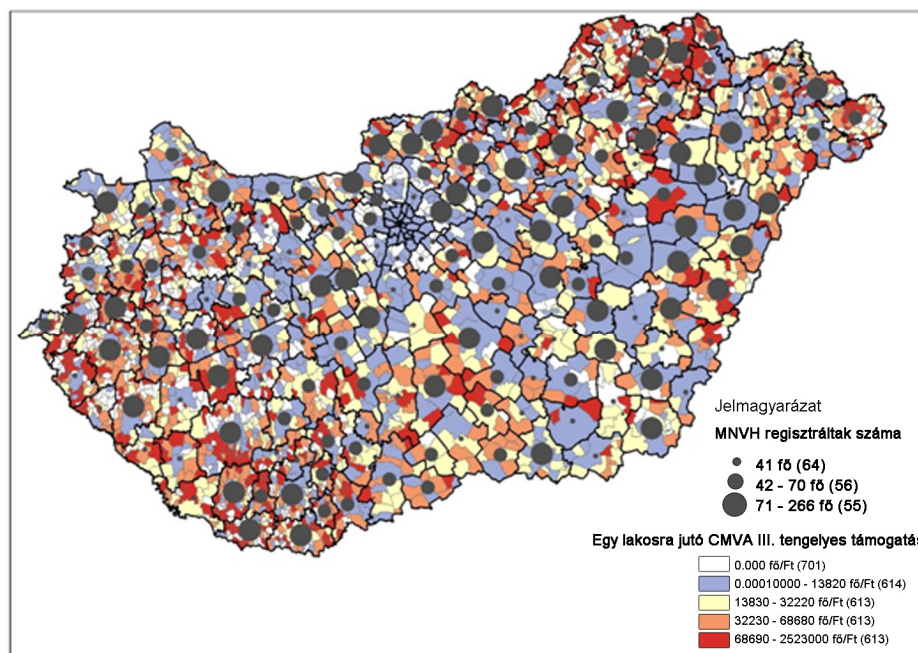 Jelmagyarázat
MNVH regisztráltak száma
41 fő (64)
42 - 70 fő (56)
71 - 266 fő (55)
Egy lakosra jutó CMVA III. tengelyes támogatás
0.000 fő/Ft (701)
0.00010000 - 13820 fő/Ft (614)
13830 - 32220 fő/Ft (613)
32230 - 68680 fő/Ft (613)
68690 - 2523000 fő/Ft (613)